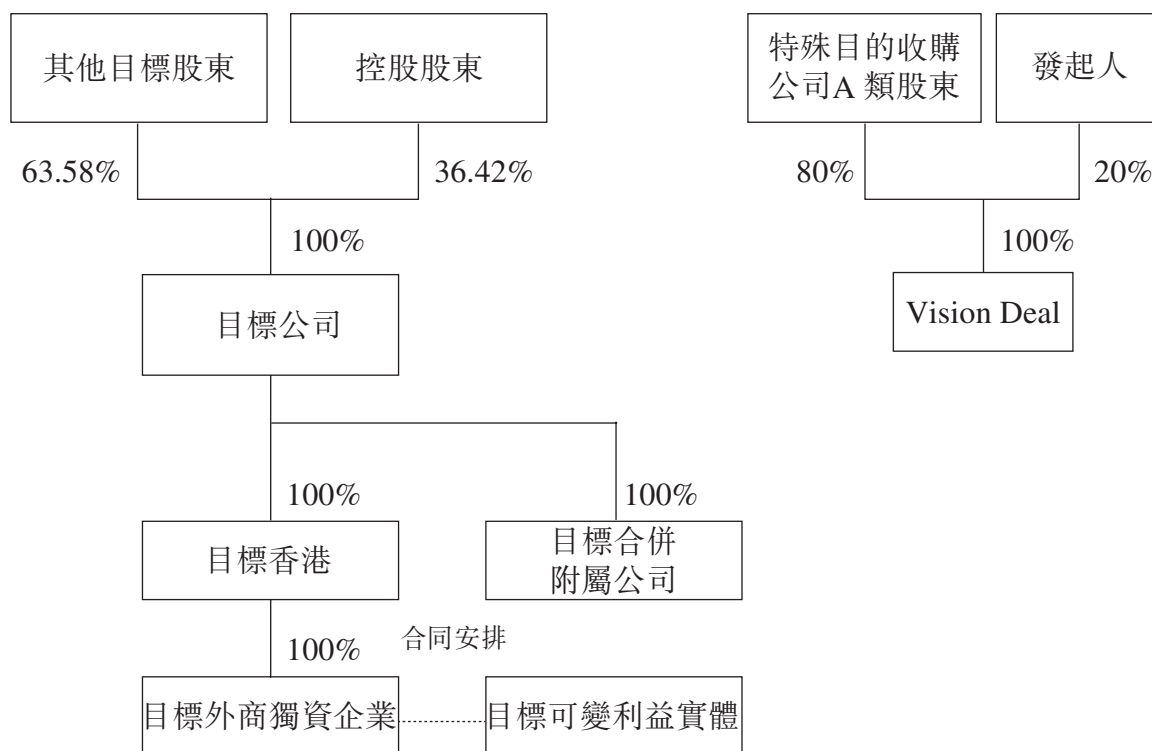 其他目標股東
控股股東
特殊目的收購
公司A 類股東
發起人
63.58%
36.42%
80%
20%
100%
100%
目標公司
Vision Deal
100%
100%
目標香港
目標合併
附屬公司
100%
合同安排
目標外商獨資企業
目標可變利益實體